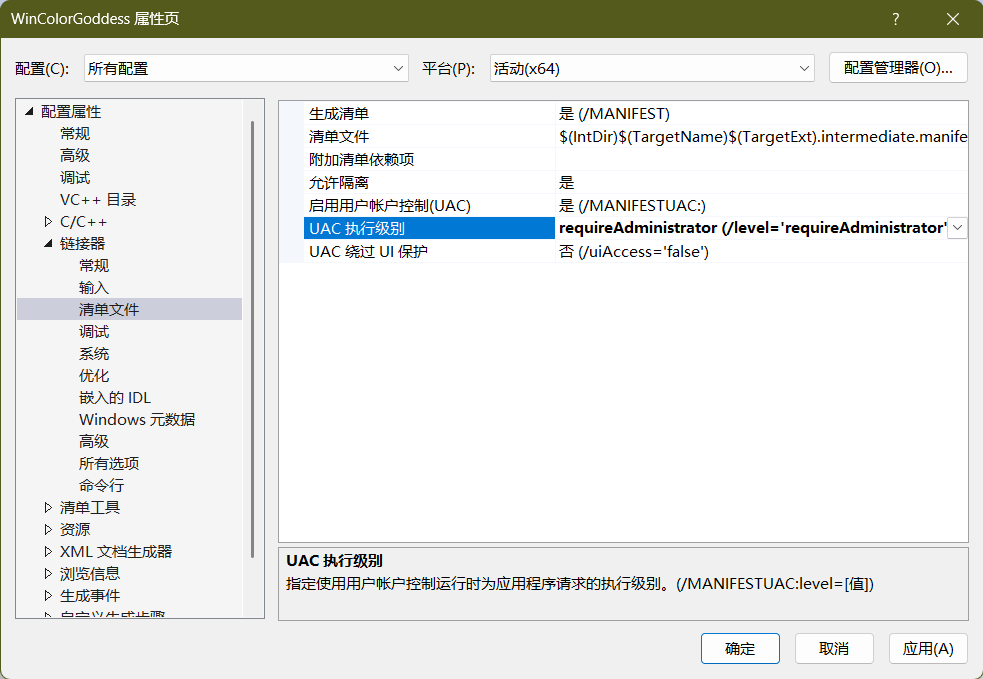 WinColorGoddess 属性页
配置(C): 所有配置 平台(P): 活动(x64) 配置管理器(O)...
配置属性
常规
高级
调试
VC++ 目录
C/C++
链接器
常规
输入
清单文件
调试
系统
优化
嵌入的 IDL
Windows 元数据
高级
所有选项
命令行
清单工具
资源
XML 文档生成器
浏览信息
生成事件
自定义生成步骤
生成清单 是 (/MANIFEST)
清单文件 $(IntDir)$(TargetName)$(TargetExt).intermediate.manife
附加清单依赖项
允许隔离 是
启用用户帐户控制(UAC) 是 (/MANIFESTUAC:)
UAC 执行级别 requireAdministrator (/level='requireAdministrator'
UAC 绕过 UI 保护 否 (/uiAccess='false')
UAC 执行级别
指定使用用户帐户控制运行时为应用程序请求的执行级别。(/MANIFESTUAC:level=[值])
确定 取消 应用(A)